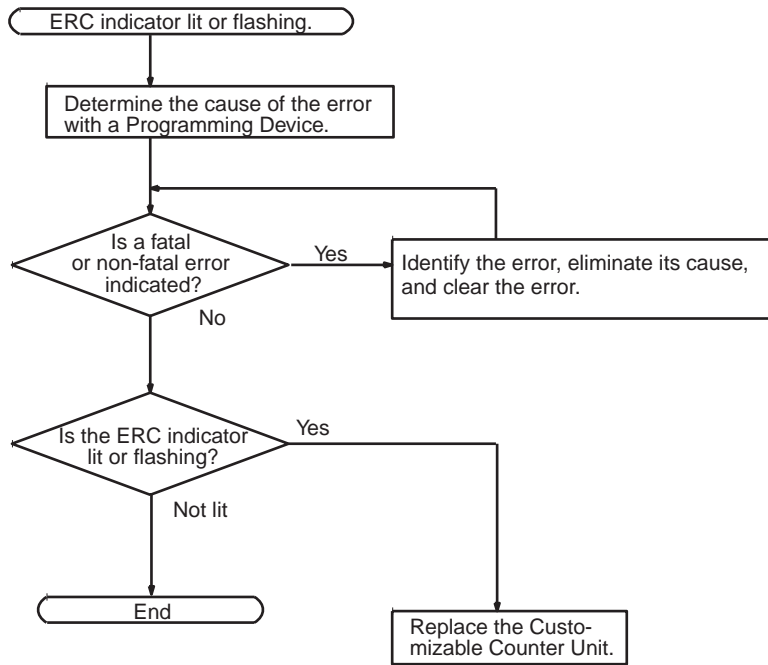 ERC indicator lit or flashing.
Determine the cause of the error
with a Programming Device.
Is a fatal
or non-fatal error
indicated?
Yes
Identify the error, eliminate its cause,
and clear the error.
No
Is the ERC indicator
lit or flashing?
Yes
Not lit
End
Replace the Custo-
mizable Counter Unit.